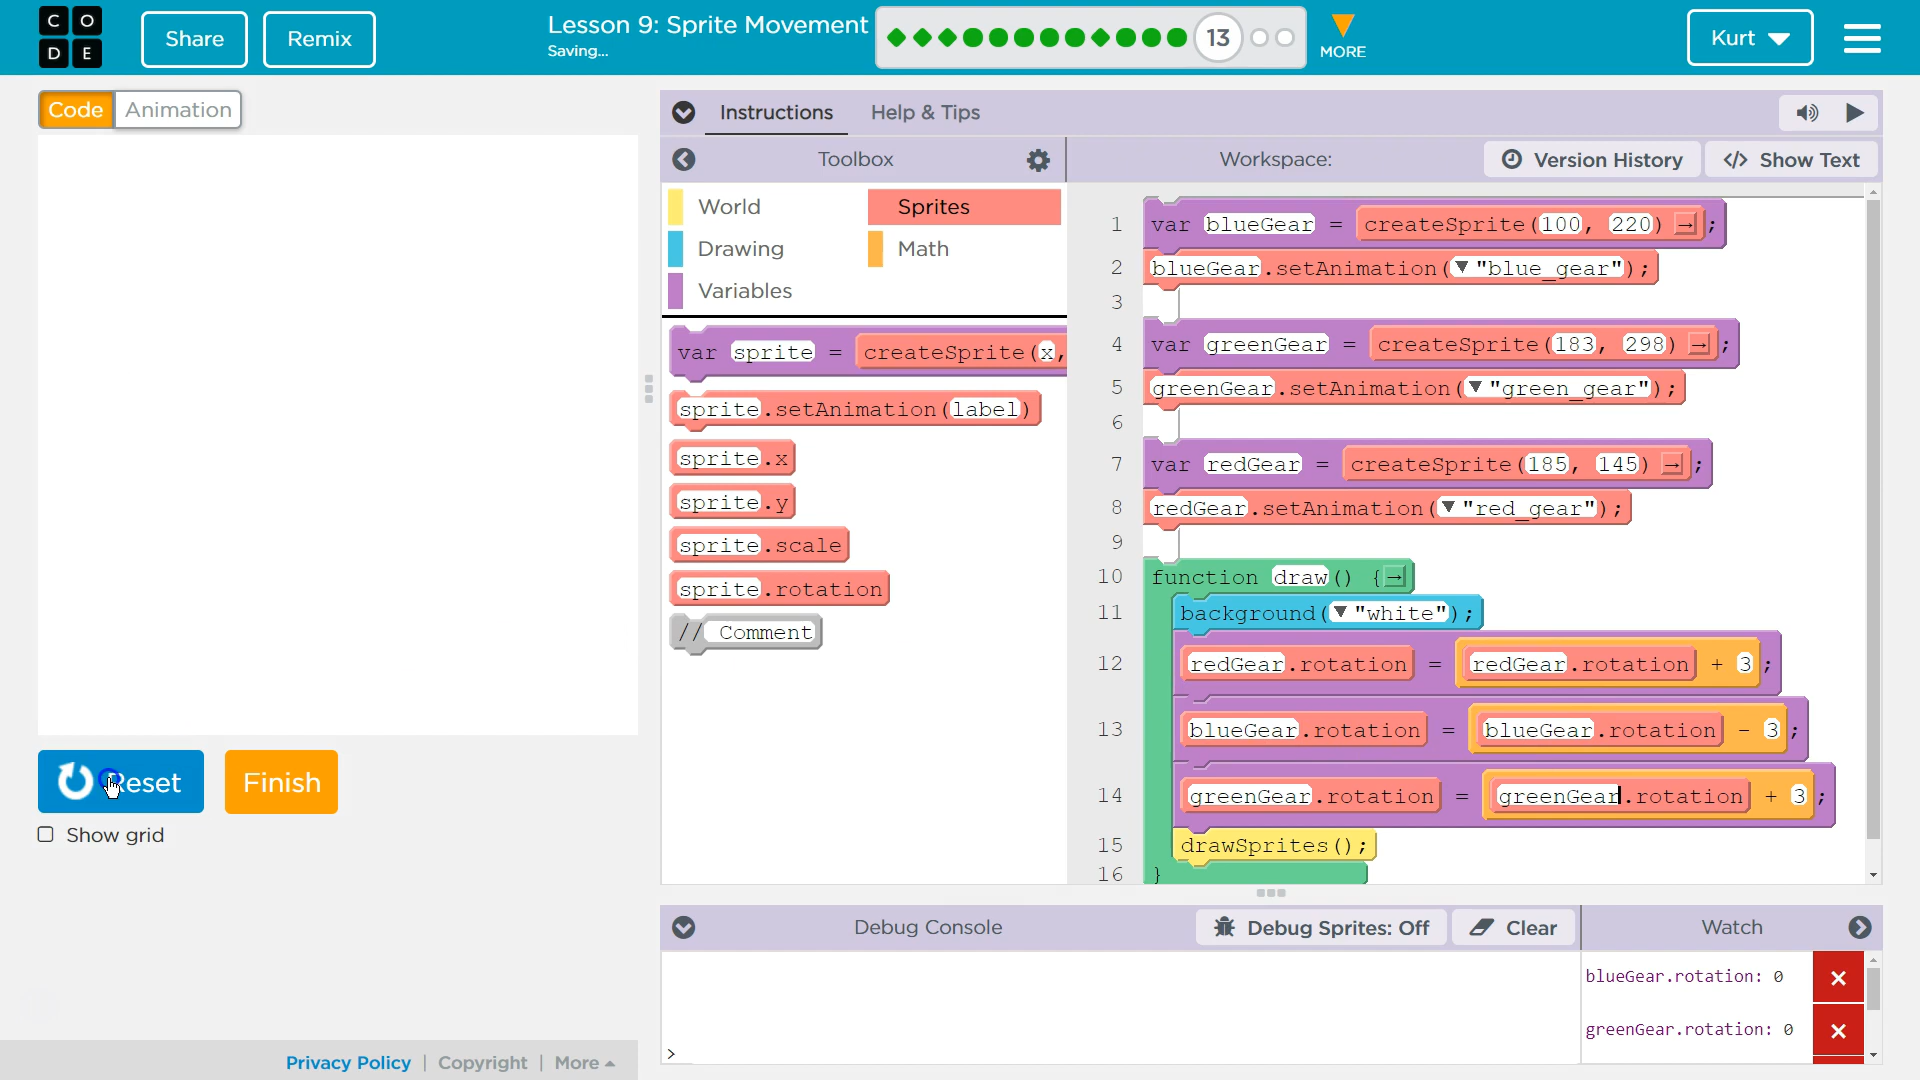 C O
D E
Share
Remix
Lesson 9: Sprite Movement
Saving...
13
MORE
Kurt
Code
Animation
Instructions
Help & Tips
Toolbox
Workspace:
Version History
</> Show Text
World
Sprites
Drawing
Math
Variables
var sprite = createSprite(x,
sprite.setAnimation(label)
sprite.x
sprite.y
sprite.scale
sprite.rotation
// Comment
1 var blueGear = createSprite(100, 220) → ;
2 blueGear.setAnimation(▼ "blue_gear");
3
4 var greenGear = createSprite(183, 298) → ;
5 greenGear.setAnimation(▼ "green_gear");
6
7 var redGear = createSprite(185, 145) → ;
8 redGear.setAnimation(▼ "red_gear");
9
10 function draw() { →
11 background(▼ "white");
12 redGear.rotation = redGear.rotation + 3;
13 blueGear.rotation = blueGear.rotation - 3;
14 greenGear.rotation = greenGear.rotation + 3;
15 drawSprites();
16 }
Reset
Finish
Show grid
Debug Console
Debug Sprites: Off
Clear
Watch
blueGear.rotation: 0
greenGear.rotation: 0
>
Privacy Policy | Copyright | More